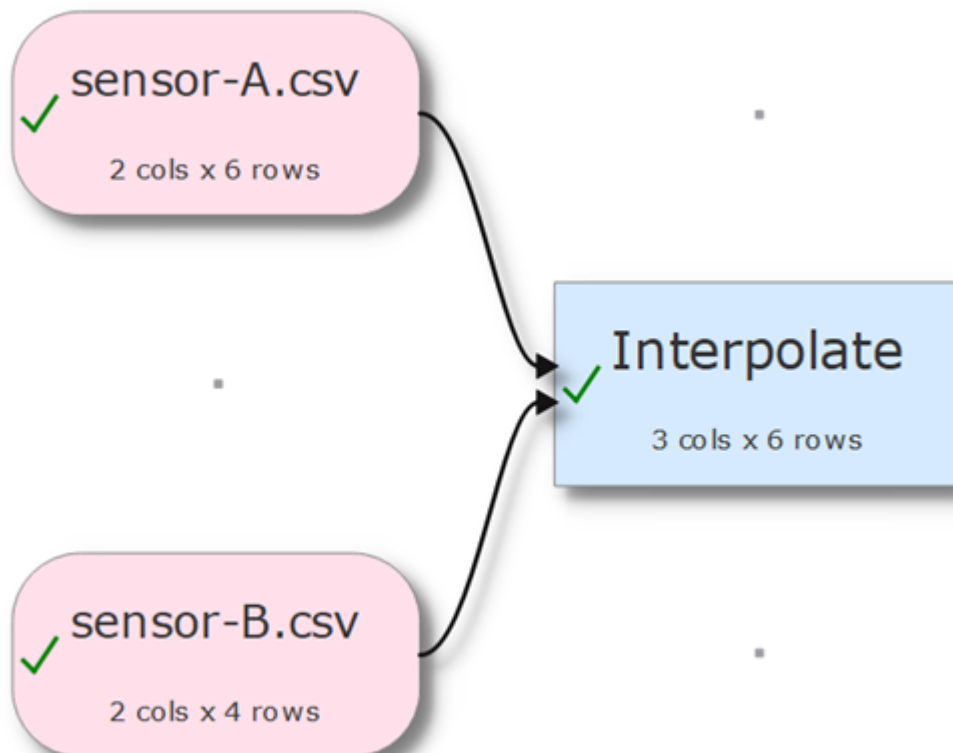 sensor-A.csv
2 cols x 6 rows
Interpolate
3 cols x 6 rows
sensor-B.csv
2 cols x 4 rows